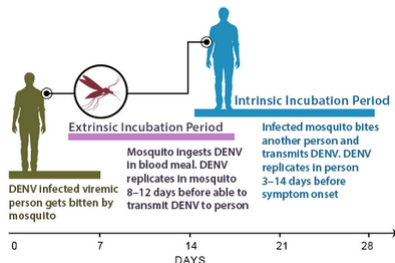 Intrinsic Incubation Period
Extrinsic Incubation Period
DENV infected viremic
person gets bitten by
mosquito
Mosquito ingests DENV
in blood meal. DENV
replicates in mosquito
8–12 days before able to
transmit DENV to person
Infected mosquito bites
another person and
transmits DENV. DENV
replicates in person
3–14 days before
symptom onset
0 7 14 21 28
DAYS